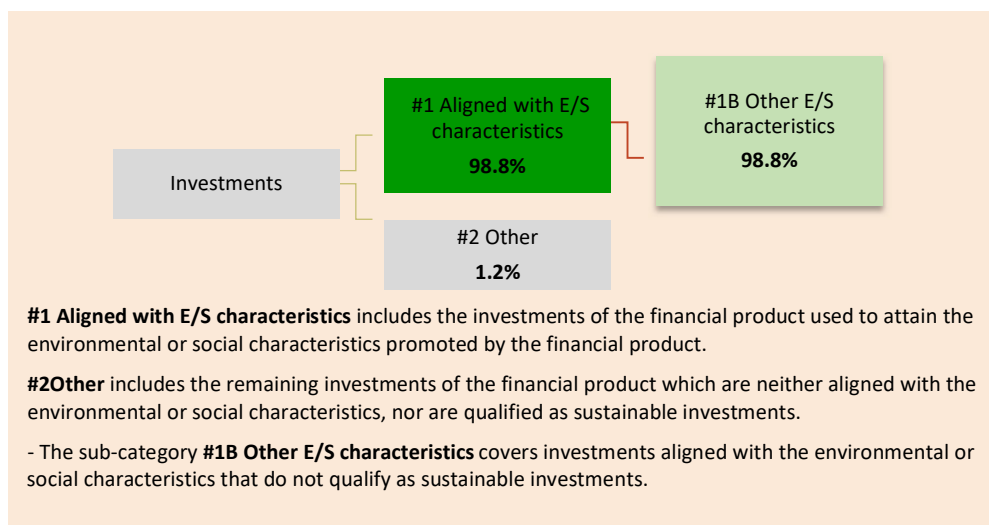 Investments
#1 Aligned with E/S
characteristics
98.8%
#1B Other E/S
characteristics
98.8%
#2 Other
1.2%
#1 Aligned with E/S characteristics includes the investments of the financial product used to attain the
environmental or social characteristics promoted by the financial product.
#2Other includes the remaining investments of the financial product which are neither aligned with the
environmental or social characteristics, nor are qualified as sustainable investments.
- The sub-category #1B Other E/S characteristics covers investments aligned with the environmental or
social characteristics that do not qualify as sustainable investments.